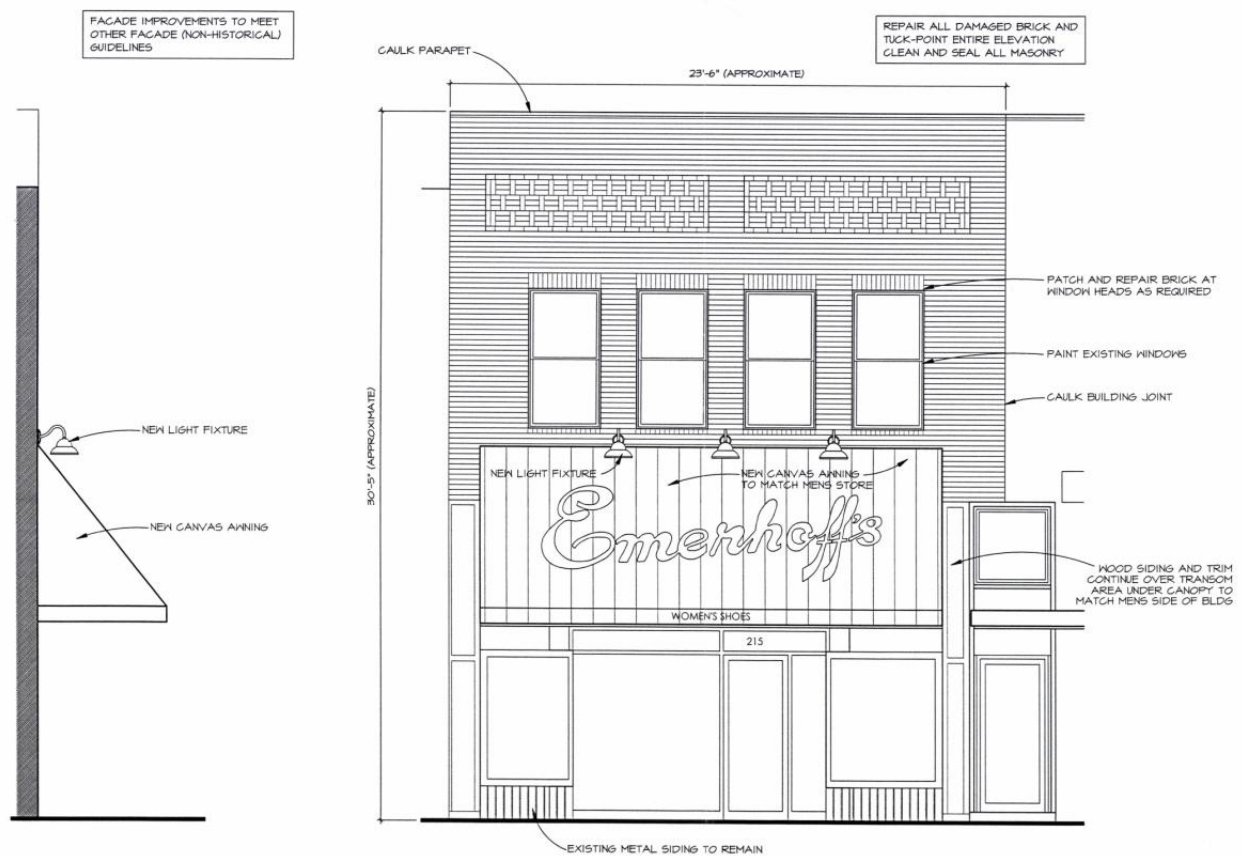 FACADE IMPROVEMENTS TO MEET
OTHER FACADE (NON-HISTORICAL)
GUIDELINES
REPAIR ALL DAMAGED BRICK AND
TUCK-POINT ENTIRE ELEVATION
CLEAN AND SEAL ALL MASONRY
CAULK PARAPET
23'-6" (APPROXIMATE)
PATCH AND REPAIR BRICK AT
WINDOW HEADS AS REQUIRED
PAINT EXISTING WINDOWS
CAULK BUILDING JOINT
30'-5" (APPROXIMATE)
NEW LIGHT FIXTURE
NEW LIGHT FIXTURE
NEW CANVAS AWNING
TO MATCH MENS STORE
Emerhoff's
NEW CANVAS AWNING
WOOD SIDING AND TRIM
CONTINUE OVER TRANSOM
AREA UNDER CANOPY TO
MATCH MENS SIDE OF BLDG
WOMEN'S SHOES
215
EXISTING METAL SIDING TO REMAIN